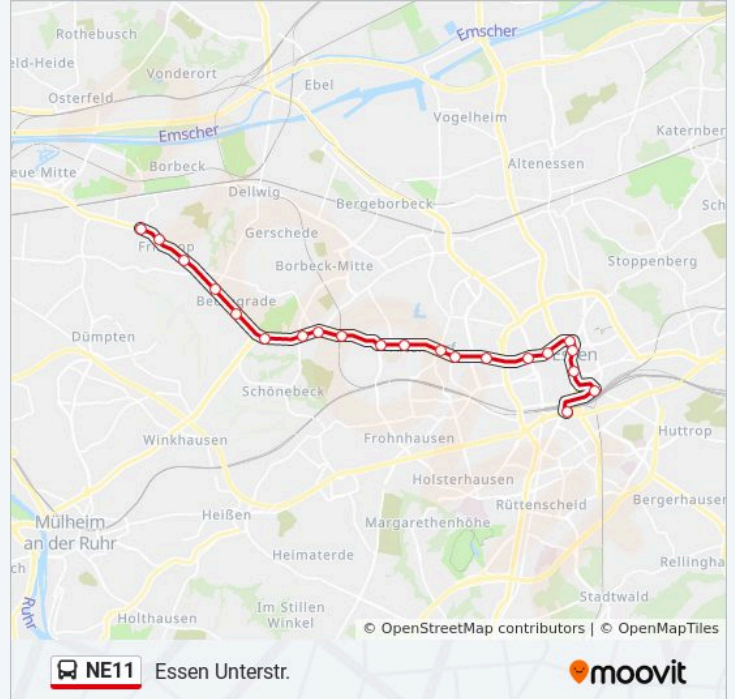 Emscher
Rothebusch
eld-Heide
Vonderort
Ebel
Osterfeld
Vogelheim
Emscher
Katernber
Borbeck
Altenessen
eue Mitte
Dellwig
Bergeborbeck
Sch
Gerschede
Stoppenberg
Borbeck-Mitte
Dümpten
Schönebeck
Winkhausen
Frohnhausen
Huttrop
Holsterhausen
Bergerhauser
Rüttenscheid
Heißen
Margarethenhöhe
Mülheim
an der Ruhr
Heimaterde
Rellingha
ch
Stadtwald
Im Stillen
Winkel
Ruhr
Holthausen
© OpenStreetMap contributors | © OpenMapTiles
NE11 Essen Unterstr.
moovit